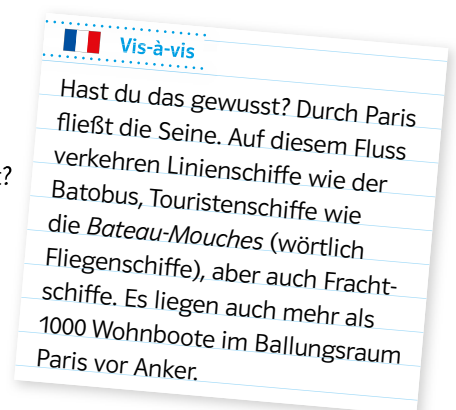 Vis-à-vis
Hast du das gewusst? Durch Paris
fließt die Seine. Auf diesem Fluss
verkehren Linienschiffe wie der
Batobus, Touristenschiffe wie
die Bateau-Mouches (wörtlich
Fliegenschiffe), aber auch Fracht-
schiffe. Es liegen auch mehr als
1000 Wohnboote im Ballungsraum
Paris vor Anker.